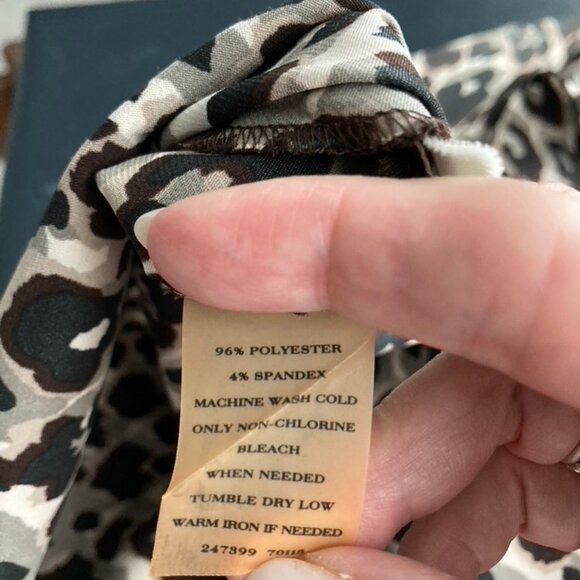 96% POLYESTER
4% SPANDEX
MACHINE WASH COLD
ONLY NON-CHLORINE
BLEACH
WHEN NEEDED
TUMBLE DRY LOW
WARM IRON IF NEEDED
247399